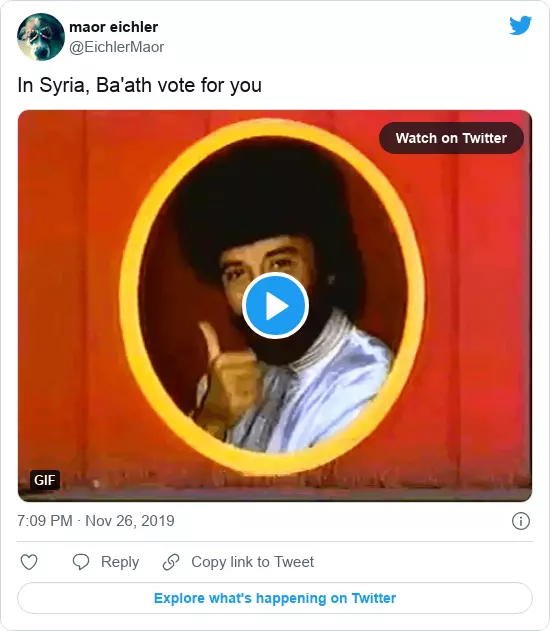 maor eichler
@EichlerMaor
In Syria, Ba'ath vote for you
Watch on Twitter
GIF
7:09 PM · Nov 26, 2019
Reply
Copy link to Tweet
Explore what's happening on Twitter